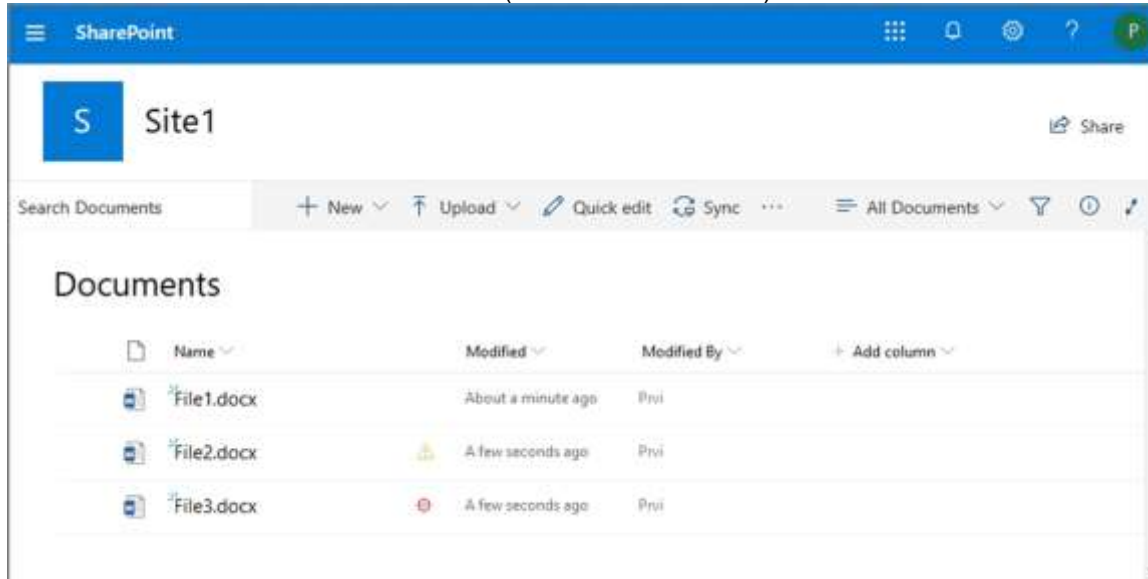 SharePoint ? P
S Site1 Share
Search Documents + New Upload Quick edit Sync ... All Documents
Documents
Name Modified Modified By + Add column
File1.docx About a minute ago Prvi
File2.docx A few seconds ago Prvi
File3.docx A few seconds ago Prvi